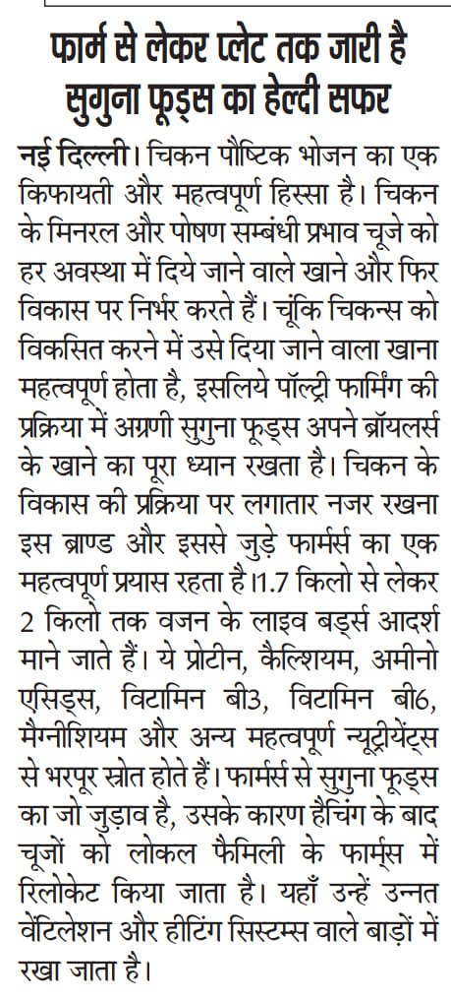 फार्म से लेकर प्लेट तक जारी है
सुगुना फूड्स का हेल्दी सफर
नई दिल्ली। चिकन पौष्टिक भोजन का एक
किफायती और महत्वपूर्ण हिस्सा है। चिकन
के मिनरल और पोषण सम्बंधी प्रभाव चूजे को
हर अवस्था में दिये जाने वाले खाने और फिर
विकास पर निर्भर करते हैं। चूंकि चिकन्स को
विकसित करने में उसे दिया जाने वाला खाना
महत्वपूर्ण होता है, इसलिये पॉल्ट्री फार्मिंग की
प्रक्रिया में अग्रणी सुगुना फूड्स अपने ब्रॉयलर्स
के खाने का पूरा ध्यान रखता है। चिकन के
विकास की प्रक्रिया पर लगातार नजर रखना
इस ब्राण्ड और इससे जुड़े फार्मर्स का एक
महत्वपूर्ण प्रयास रहता है।1.7 किलो से लेकर
2 किलो तक वजन के लाइव बर्ड्स आदर्श
माने जाते हैं। ये प्रोटीन, कैल्शियम, अमीनो
एसिड्स, विटामिन बी3, विटामिन बी6,
मैग्नीशियम और अन्य महत्वपूर्ण न्यूट्रीयेंट्स
से भरपूर स्रोत होते हैं। फार्मर्स से सुगुना फूड्स
का जो जुड़ाव है, उसके कारण हैचिंग के बाद
चूजों को लोकल फैमिली के फार्म्स में
रिलोकेट किया जाता है। यहाँ उन्हें उन्नत
वेंटिलेशन और हीटिंग सिस्टम्स वाले बाड़ों में
रखा जाता है।